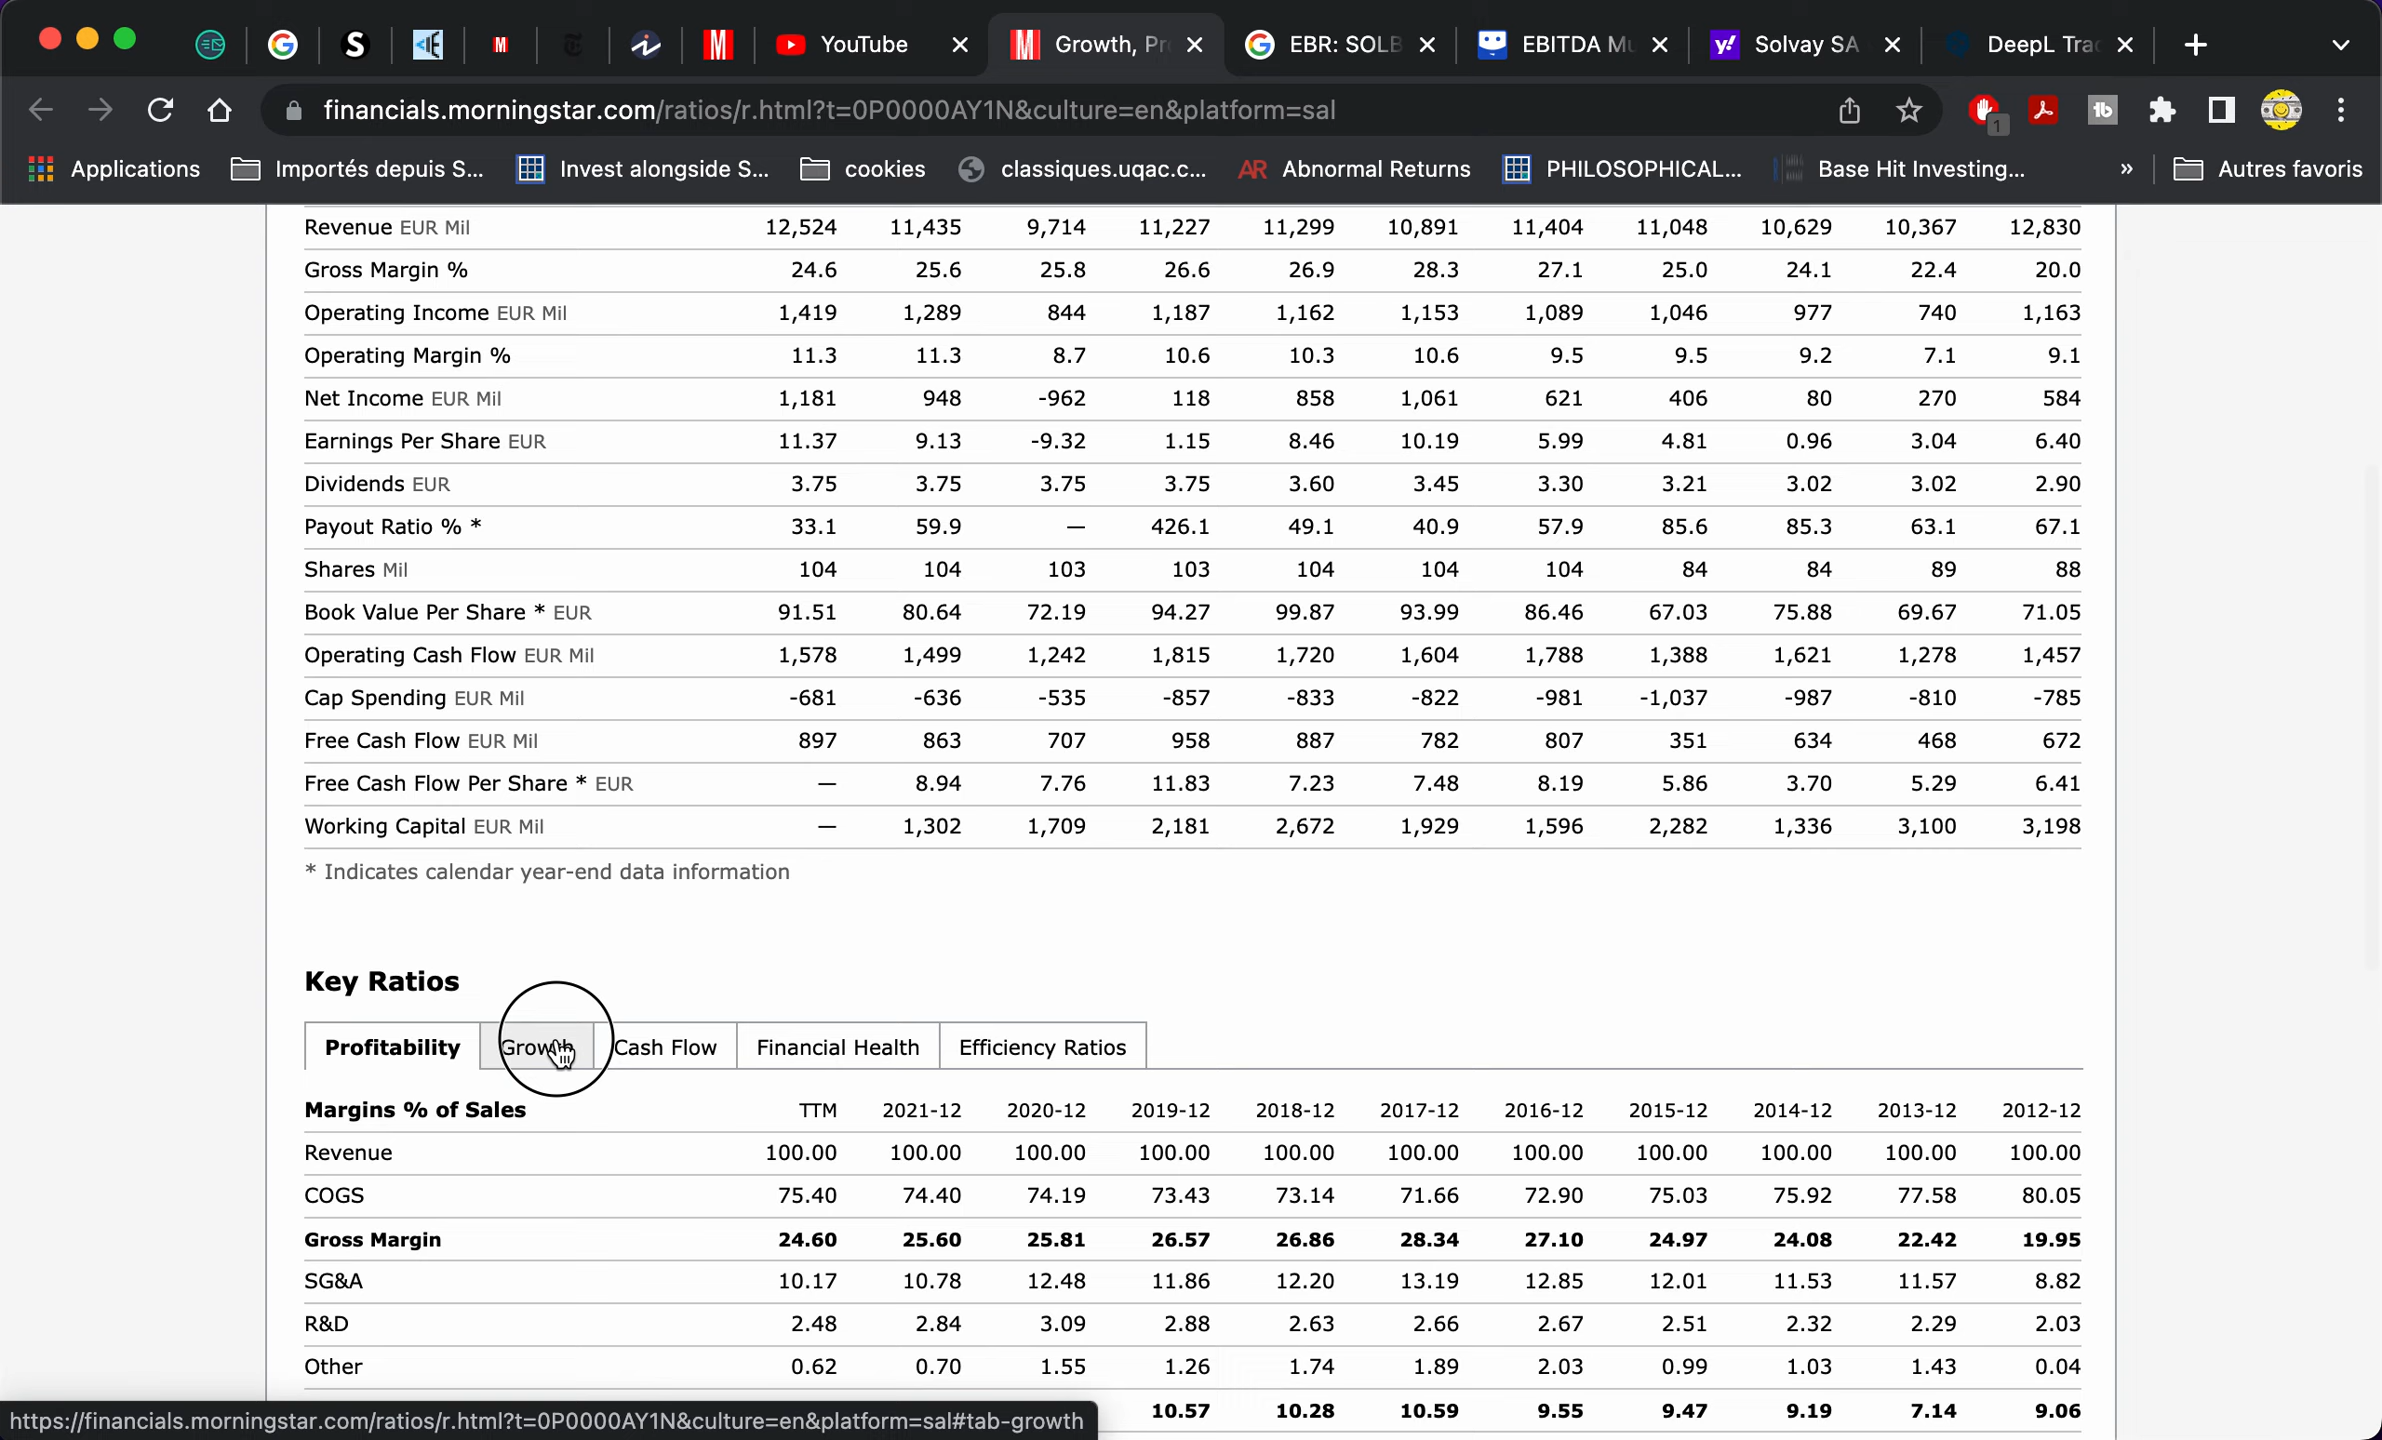 YouTube
Growth, Pr
EBR: SOLB
EBITDA Mu
Solvay SA
DeepL Tra
financials.morningstar.com/ratios/r.html?t=0P0000AY1N&culture=en&platform=sal
1
Applications
Importés depuis S...
Invest alongside S...
cookies
classiques.uqac.c...
AR Abnormal Returns
PHILOSOPHICAL...
Base Hit Investing...
»
Autres favoris
Revenue EUR Mil 12,524 11,435 9,714 11,227 11,299 10,891 11,404 11,048 10,629 10,367 12,830
Gross Margin % 24.6 25.6 25.8 26.6 26.9 28.3 27.1 25.0 24.1 22.4 20.0
Operating Income EUR Mil 1,419 1,289 844 1,187 1,162 1,153 1,089 1,046 977 740 1,163
Operating Margin % 11.3 11.3 8.7 10.6 10.3 10.6 9.5 9.5 9.2 7.1 9.1
Net Income EUR Mil 1,181 948 -962 118 858 1,061 621 406 80 270 584
Earnings Per Share EUR 11.37 9.13 -9.32 1.15 8.46 10.19 5.99 4.81 0.96 3.04 6.40
Dividends EUR 3.75 3.75 3.75 3.75 3.60 3.45 3.30 3.21 3.02 3.02 2.90
Payout Ratio % * 33.1 59.9 — 426.1 49.1 40.9 57.9 85.6 85.3 63.1 67.1
Shares Mil 104 104 103 103 104 104 104 84 84 89 88
Book Value Per Share * EUR 91.51 80.64 72.19 94.27 99.87 93.99 86.46 67.03 75.88 69.67 71.05
Operating Cash Flow EUR Mil 1,578 1,499 1,242 1,815 1,720 1,604 1,788 1,388 1,621 1,278 1,457
Cap Spending EUR Mil -681 -636 -535 -857 -833 -822 -981 -1,037 -987 -810 -785
Free Cash Flow EUR Mil 897 863 707 958 887 782 807 351 634 468 672
Free Cash Flow Per Share * EUR — 8.94 7.76 11.83 7.23 7.48 8.19 5.86 3.70 5.29 6.41
Working Capital EUR Mil — 1,302 1,709 2,181 2,672 1,929 1,596 2,282 1,336 3,100 3,198
* Indicates calendar year-end data information
Key Ratios
Profitability Growth Cash Flow Financial Health Efficiency Ratios
Margins % of Sales TTM 2021-12 2020-12 2019-12 2018-12 2017-12 2016-12 2015-12 2014-12 2013-12 2012-12
Revenue 100.00 100.00 100.00 100.00 100.00 100.00 100.00 100.00 100.00 100.00 100.00
COGS 75.40 74.40 74.19 73.43 73.14 71.66 72.90 75.03 75.92 77.58 80.05
Gross Margin 24.60 25.60 25.81 26.57 26.86 28.34 27.10 24.97 24.08 22.42 19.95
SG&A 10.17 10.78 12.48 11.86 12.20 13.19 12.85 12.01 11.53 11.57 8.82
R&D 2.48 2.84 3.09 2.88 2.63 2.66 2.67 2.51 2.32 2.29 2.03
Other 0.62 0.70 1.55 1.26 1.74 1.89 2.03 0.99 1.03 1.43 0.04
10.57 10.28 10.59 9.55 9.47 9.19 7.14 9.06
https://financials.morningstar.com/ratios/r.html?t=0P0000AY1N&culture=en&platform=sal#tab-growth